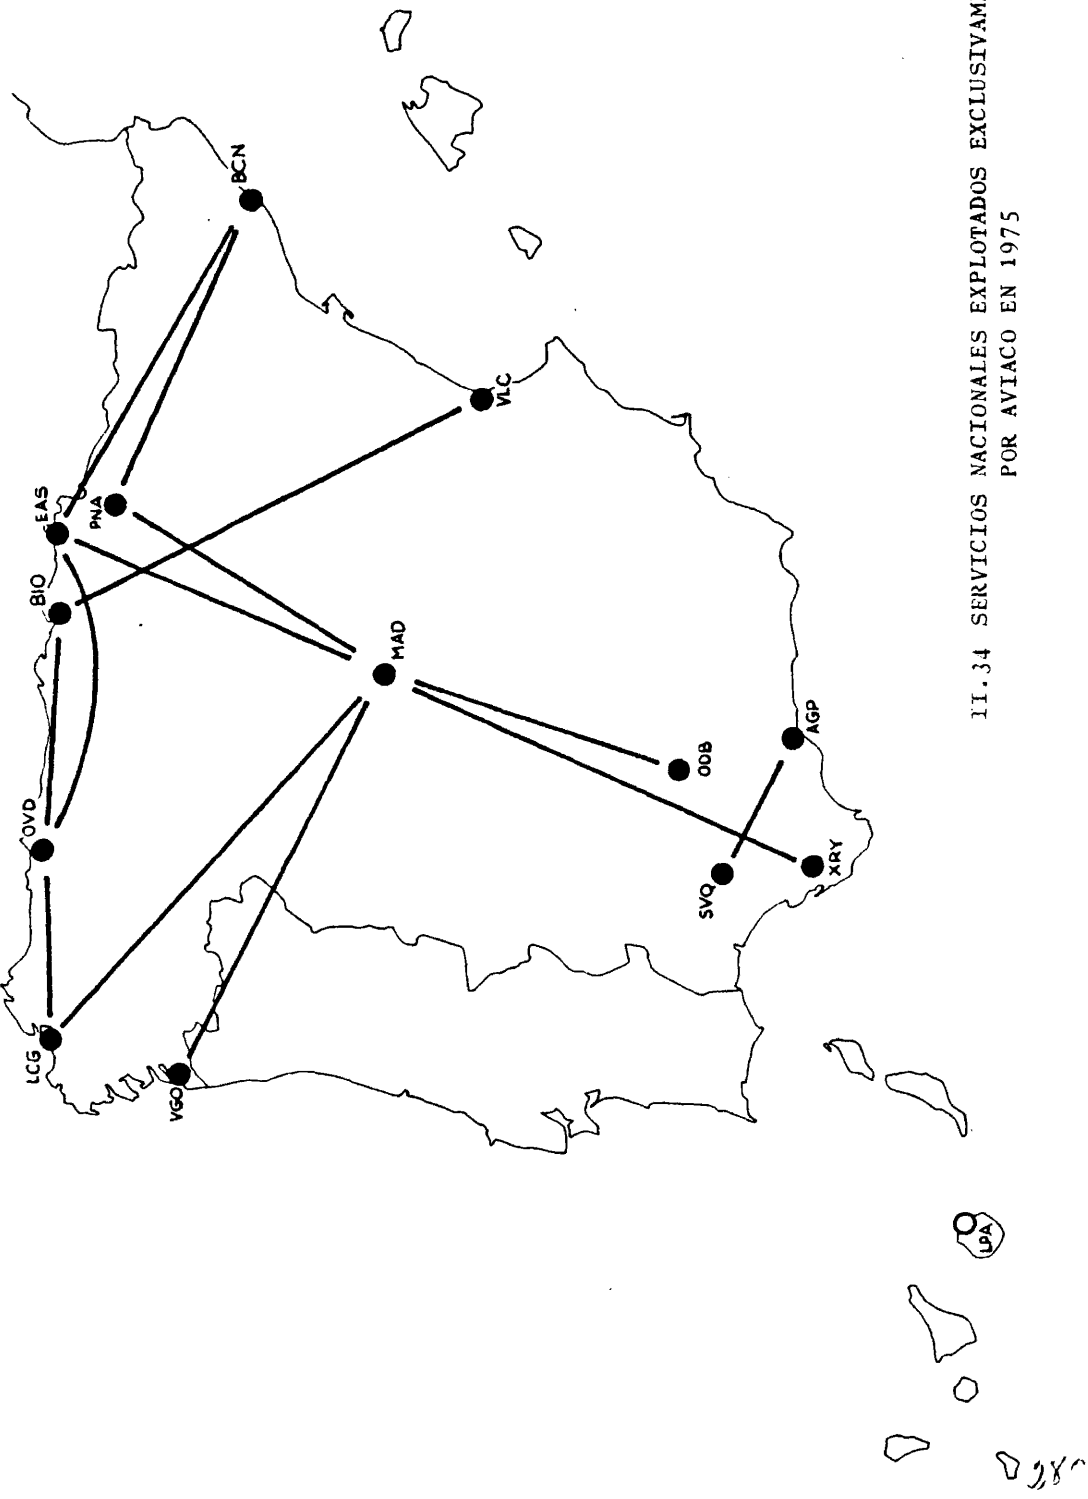 LCG
OVD
BIO
EAS
PNA
BCN
VGO
MAD
VLC
SVQ
ODB
XRY
AGP
LPA
II.34 SERVICIOS NACIONALES EXPLOTADOS
POR AVIACO EN 1975